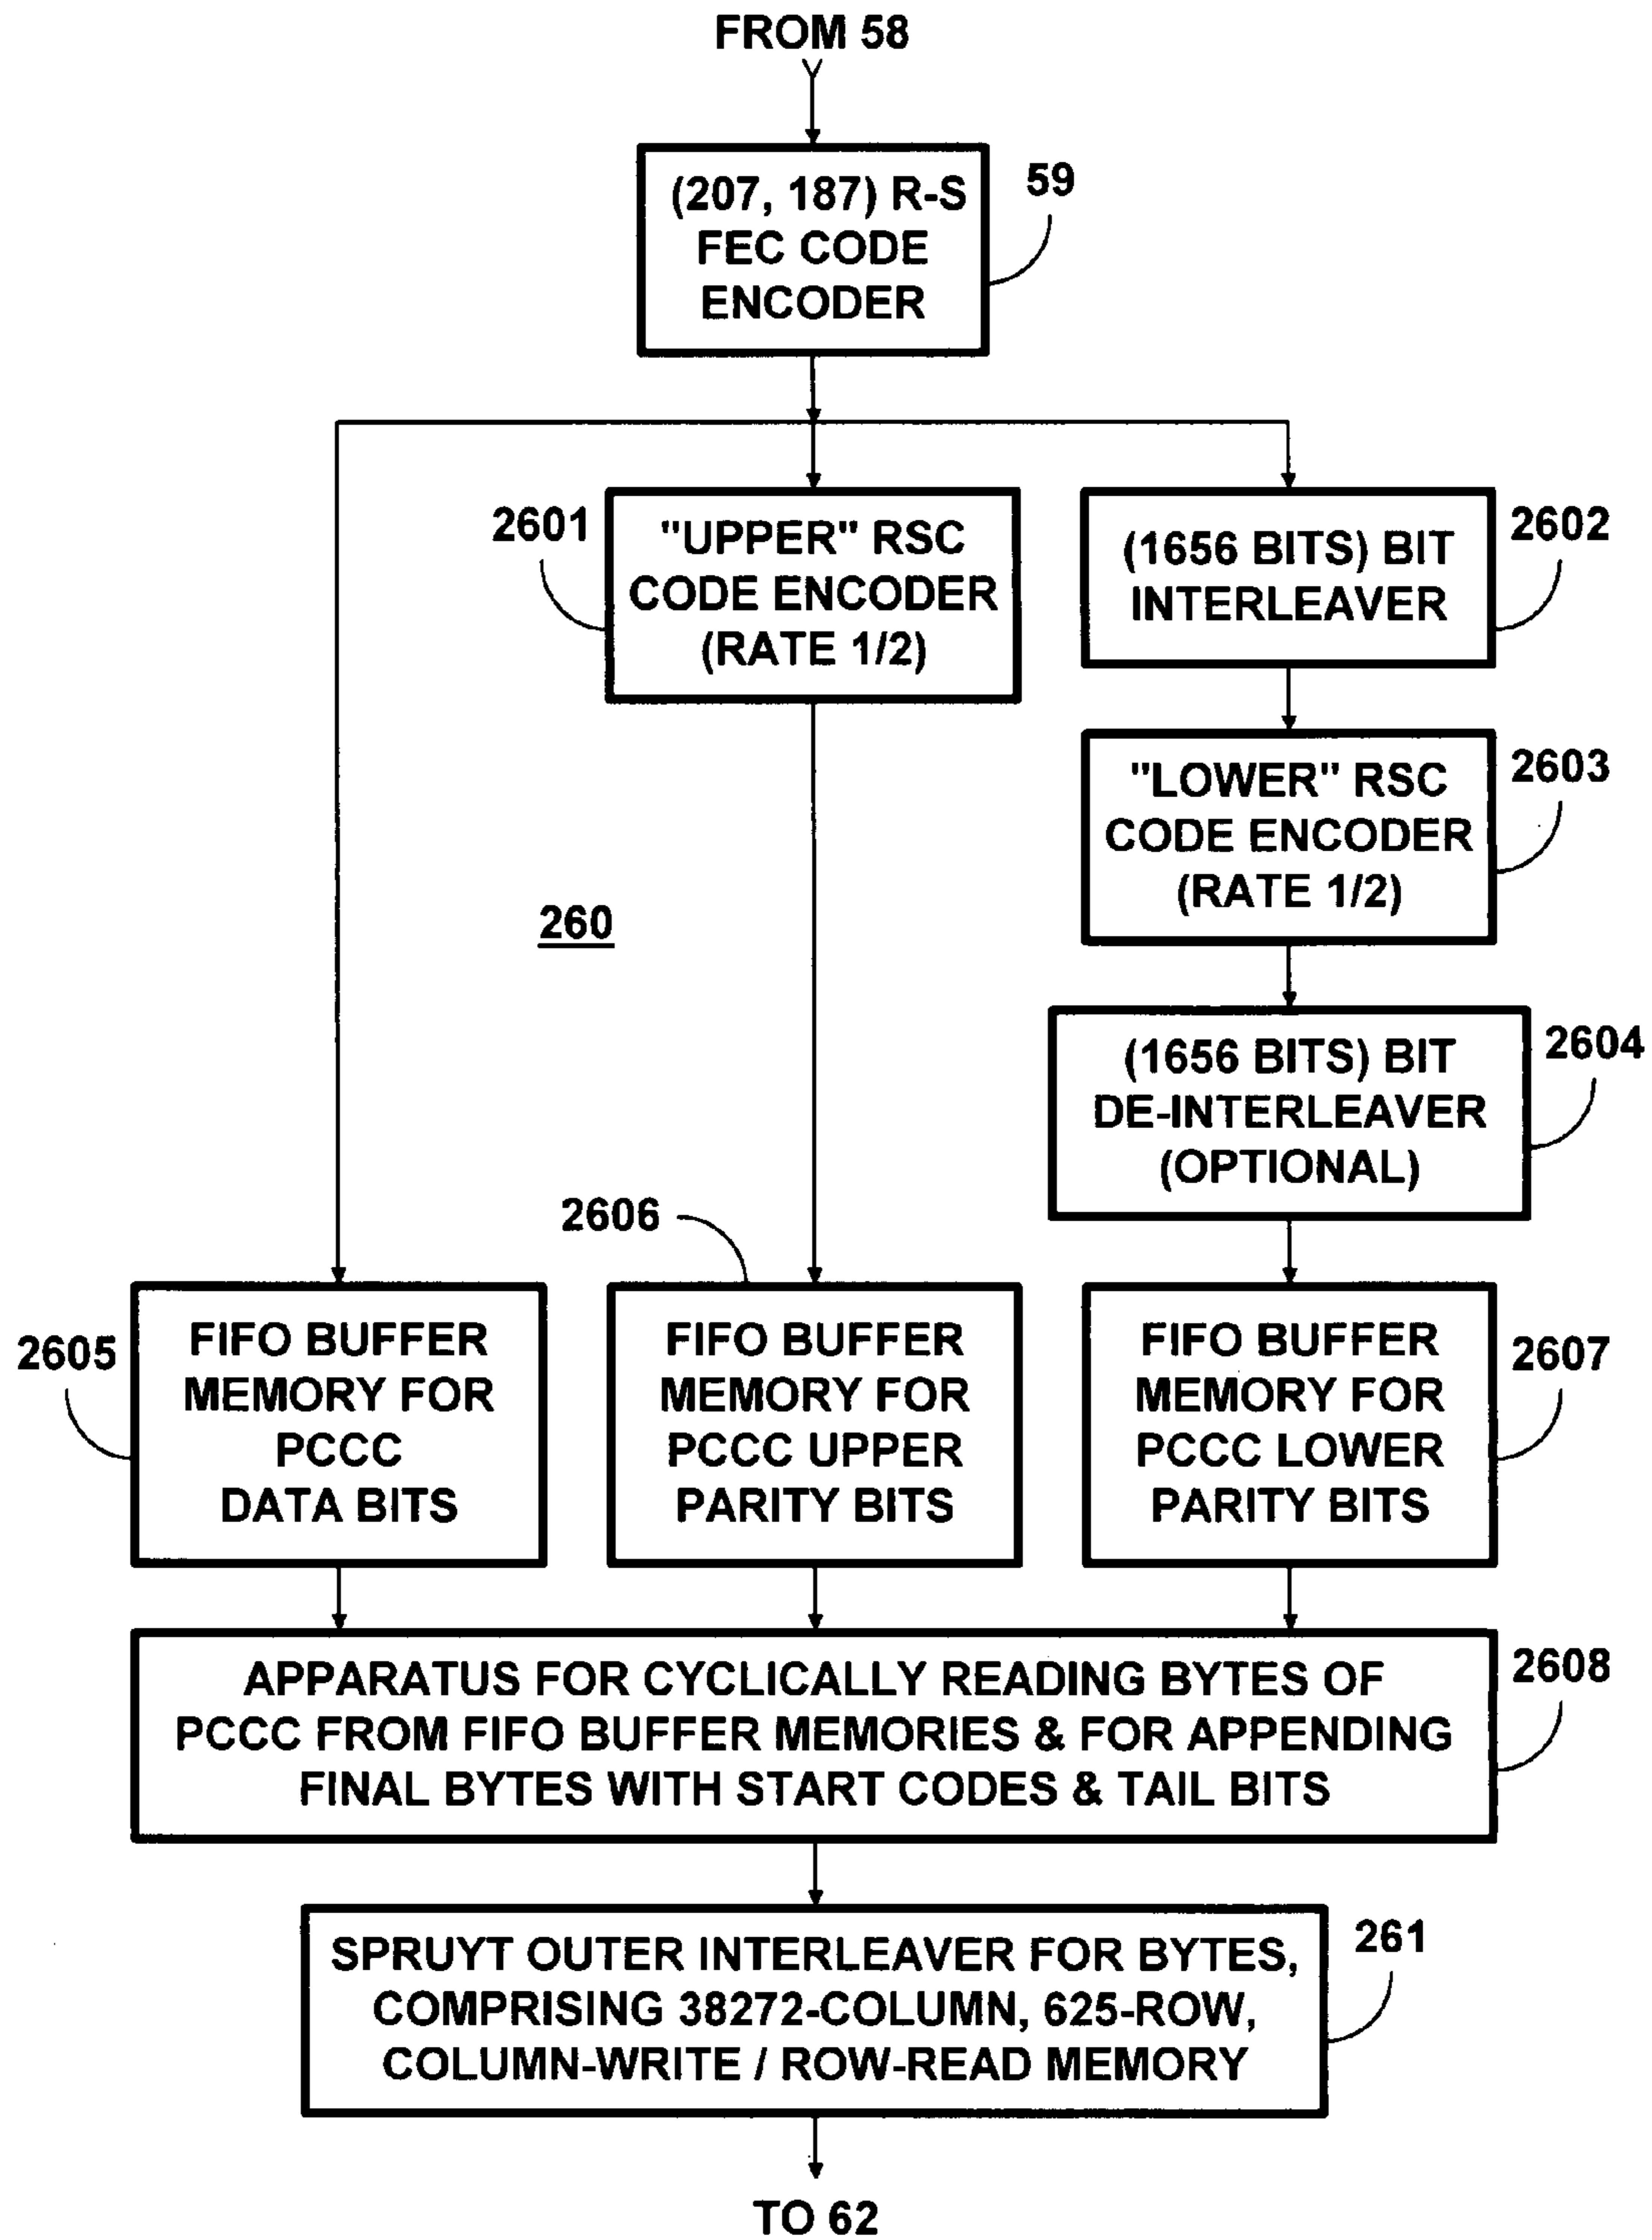 FROM 58
(207, 187) R-S
FEC CODE
ENCODER
59
2601
"UPPER" RSC
CODE ENCODER
(RATE 1/2)
(1656 BITS) BIT
INTERLEAVER
2602
"LOWER" RSC
CODE ENCODER
(RATE 1/2)
2603
260
(1656 BITS) BIT
DE-INTERLEAVER
(OPTIONAL)
2604
2605
FIFO BUFFER
MEMORY FOR
PCCC
DATA BITS
2606
FIFO BUFFER
MEMORY FOR
PCCC UPPER
PARITY BITS
FIFO BUFFER
MEMORY FOR
PCCC LOWER
PARITY BITS
2607
APPARATUS FOR CYCLICALLY READING BYTES OF
PCCC FROM FIFO BUFFER MEMORIES & FOR APPENDING
FINAL BYTES WITH START CODES & TAIL BITS
2608
SPRUYT OUTER INTERLEAVER FOR BYTES,
COMPRISING 38272-COLUMN, 625-ROW,
COLUMN-WRITE / ROW-READ MEMORY
261
TO 62